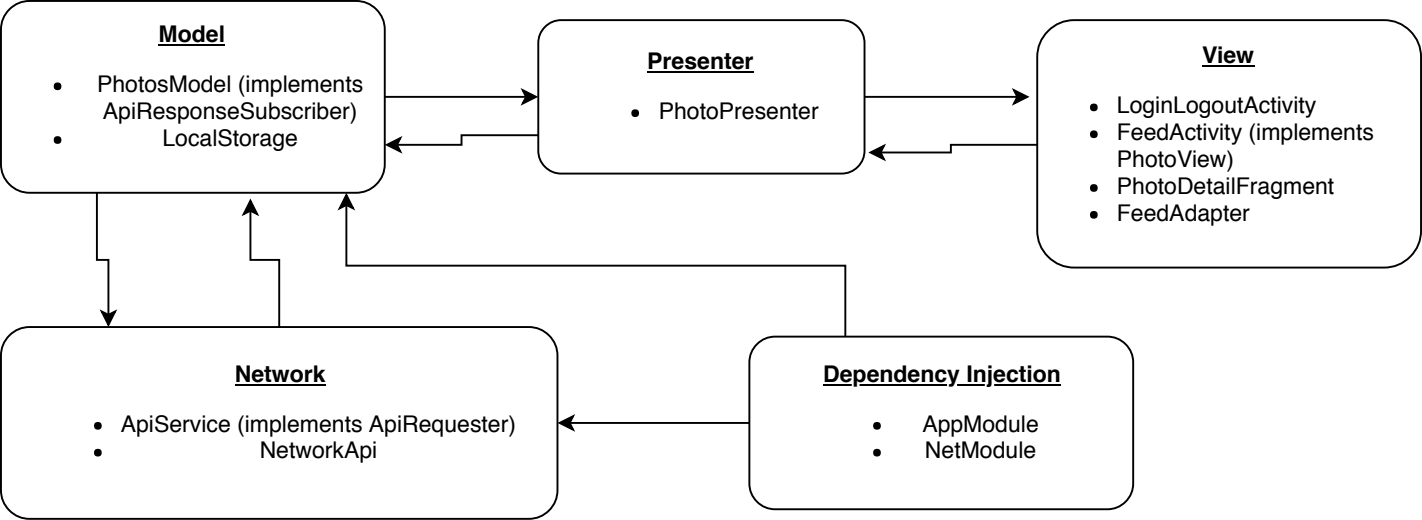 Model
• PhotosModel (implements
ApiResponseSubscriber)
• LocalStorage
Presenter
• PhotoPresenter
View
• LoginLogoutActivity
• FeedActivity (implements
PhotoView)
• PhotoDetailFragment
• FeedAdapter
Network
• ApiService (implements ApiRequester)
• NetworkApi
Dependency Injection
• AppModule
• NetModule